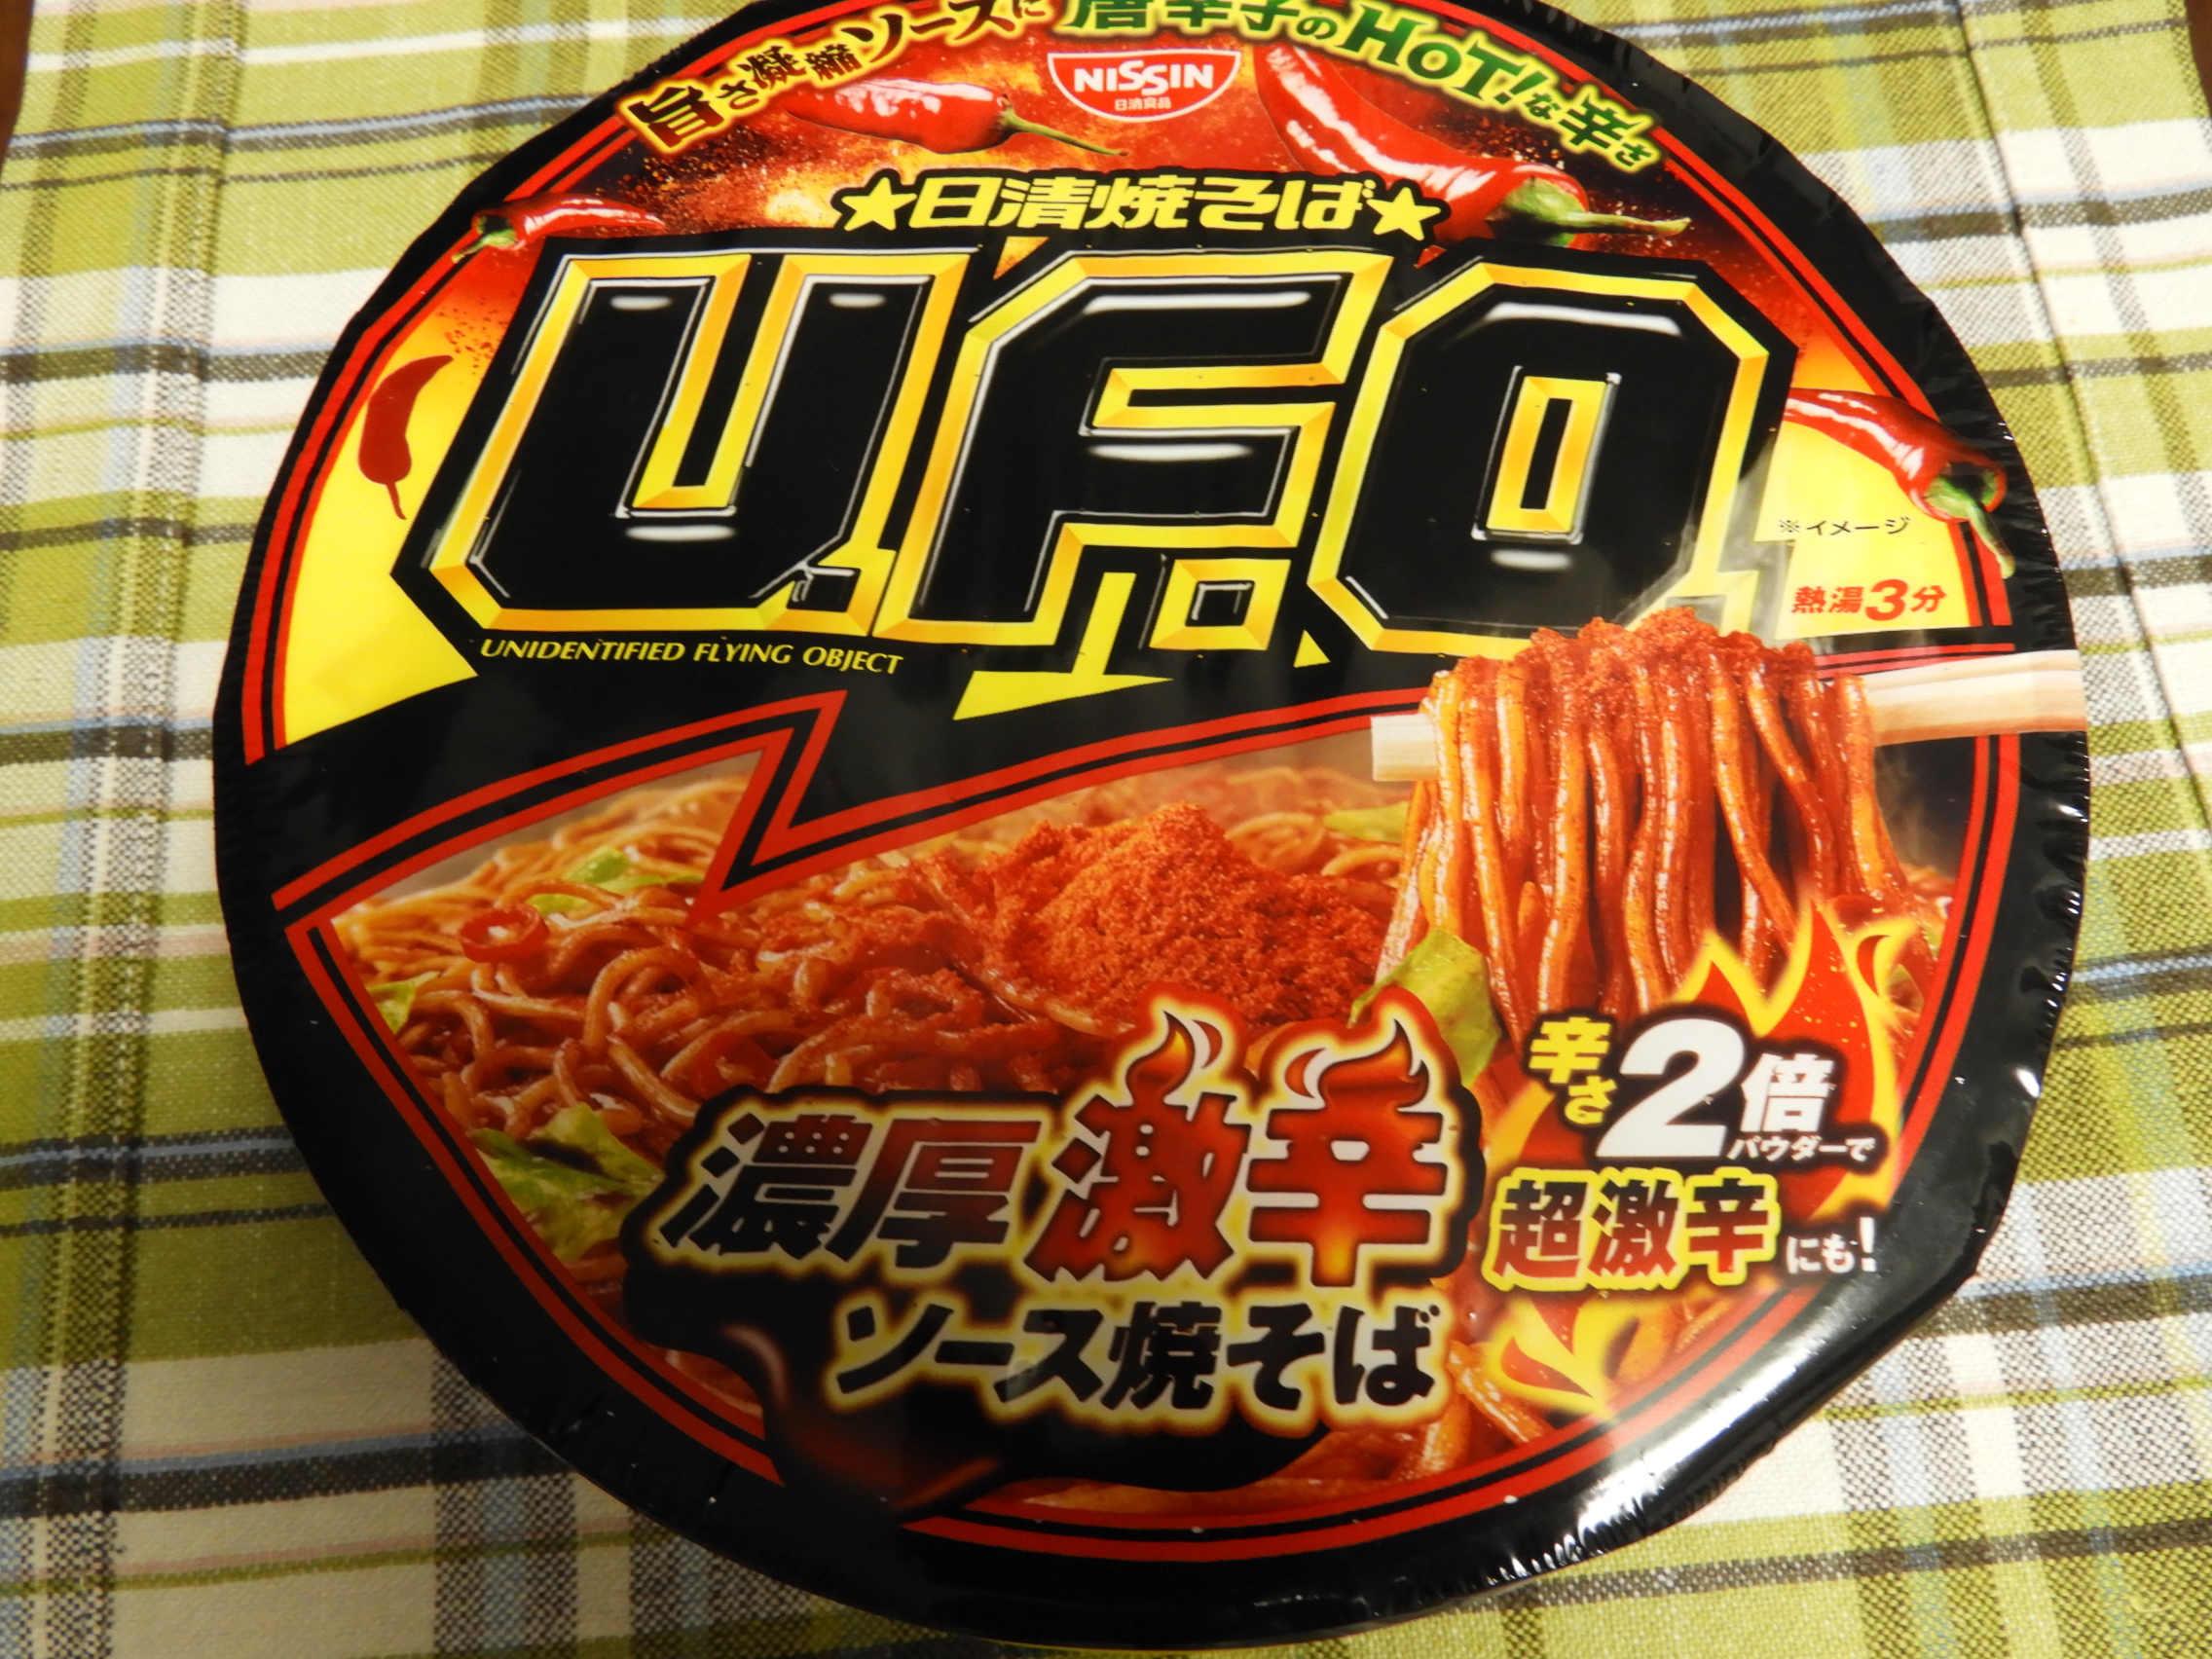 旨さ凝縮ソースに 唐辛子のHOT!な辛さ
NISSIN
日清食品
★日清焼そば★
U.F.O.
UNIDENTIFIED FLYING OBJECT
※イメージ
熱湯3分
辛さ2倍
パウダーで
超激辛にも!
濃厚激辛
ソース焼そば